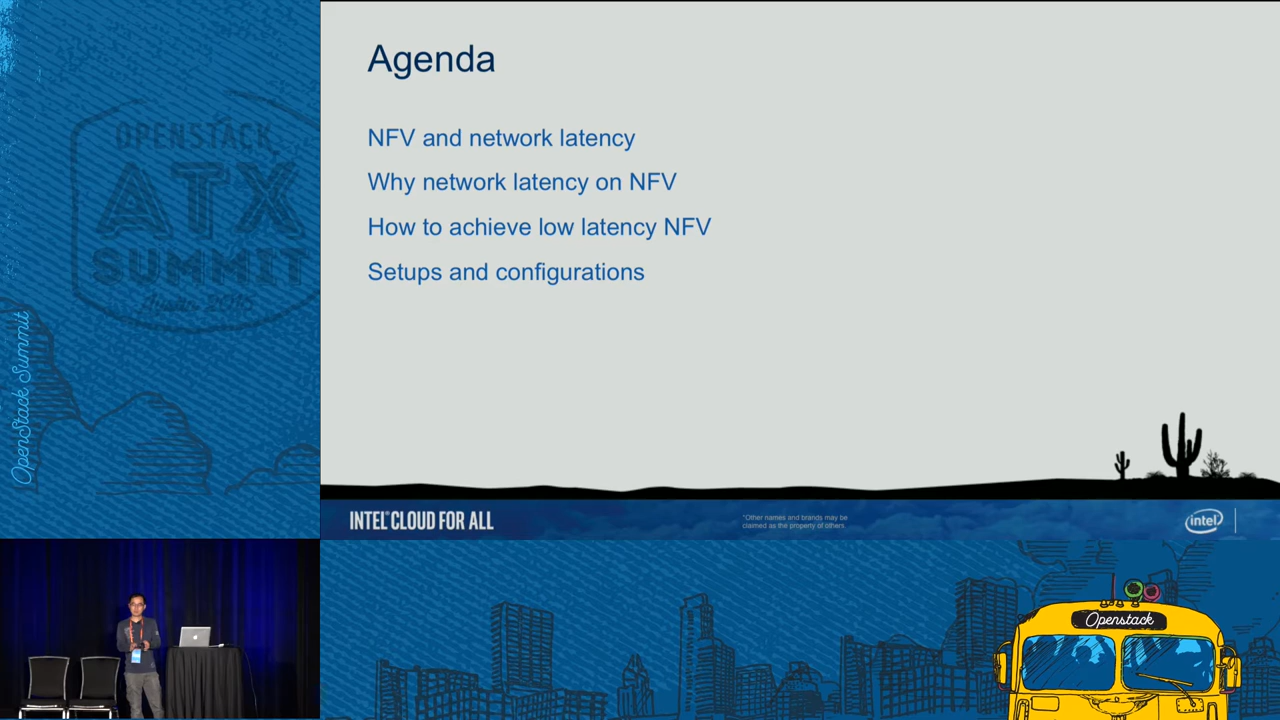 Agenda
NFV and network latency
Why network latency on NFV
How to achieve low latency NFV
Setups and configurations
INTEL® CLOUD FOR ALL
*Other names and brands may be
claimed as the property of others.
intel
OPENSTACK
ATX
SUMMIT
Austin 2016
OpenStack Summit
Openstack